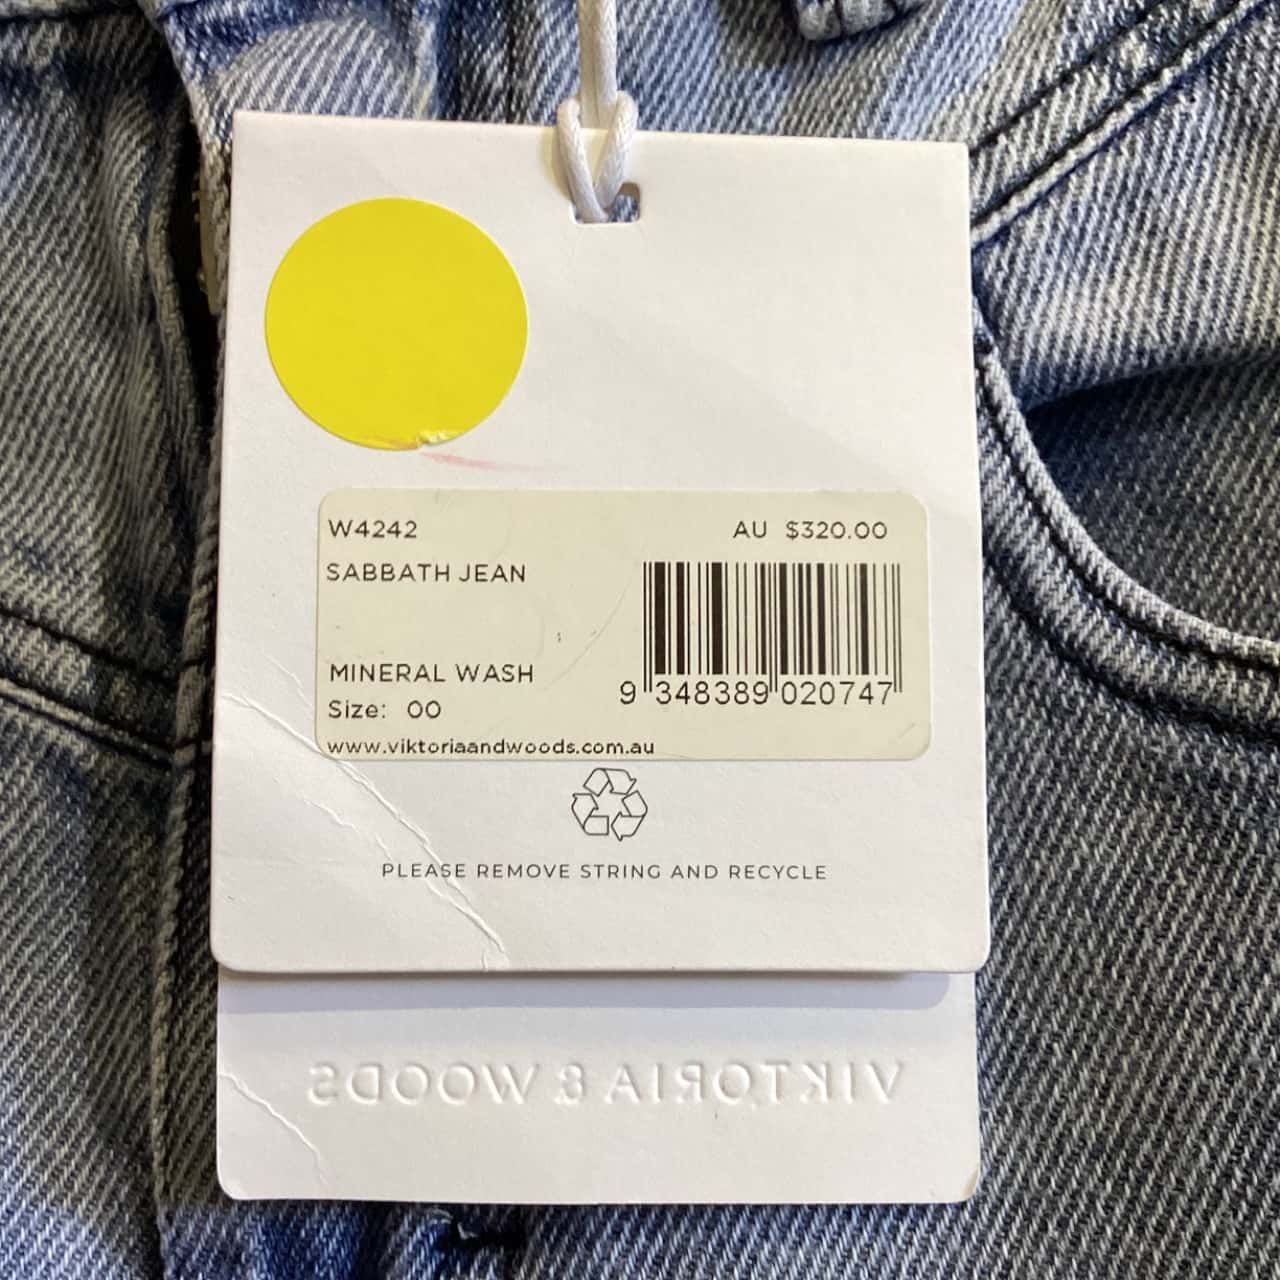 W4242
AU $320.00
SABBATH JEAN
MINERAL WASH
9 348389 020747
Size: 00
www.viktoriaandwoods.com.au
PLEASE REMOVE STRING AND RECYCLE
VIKTORIA & WOODS